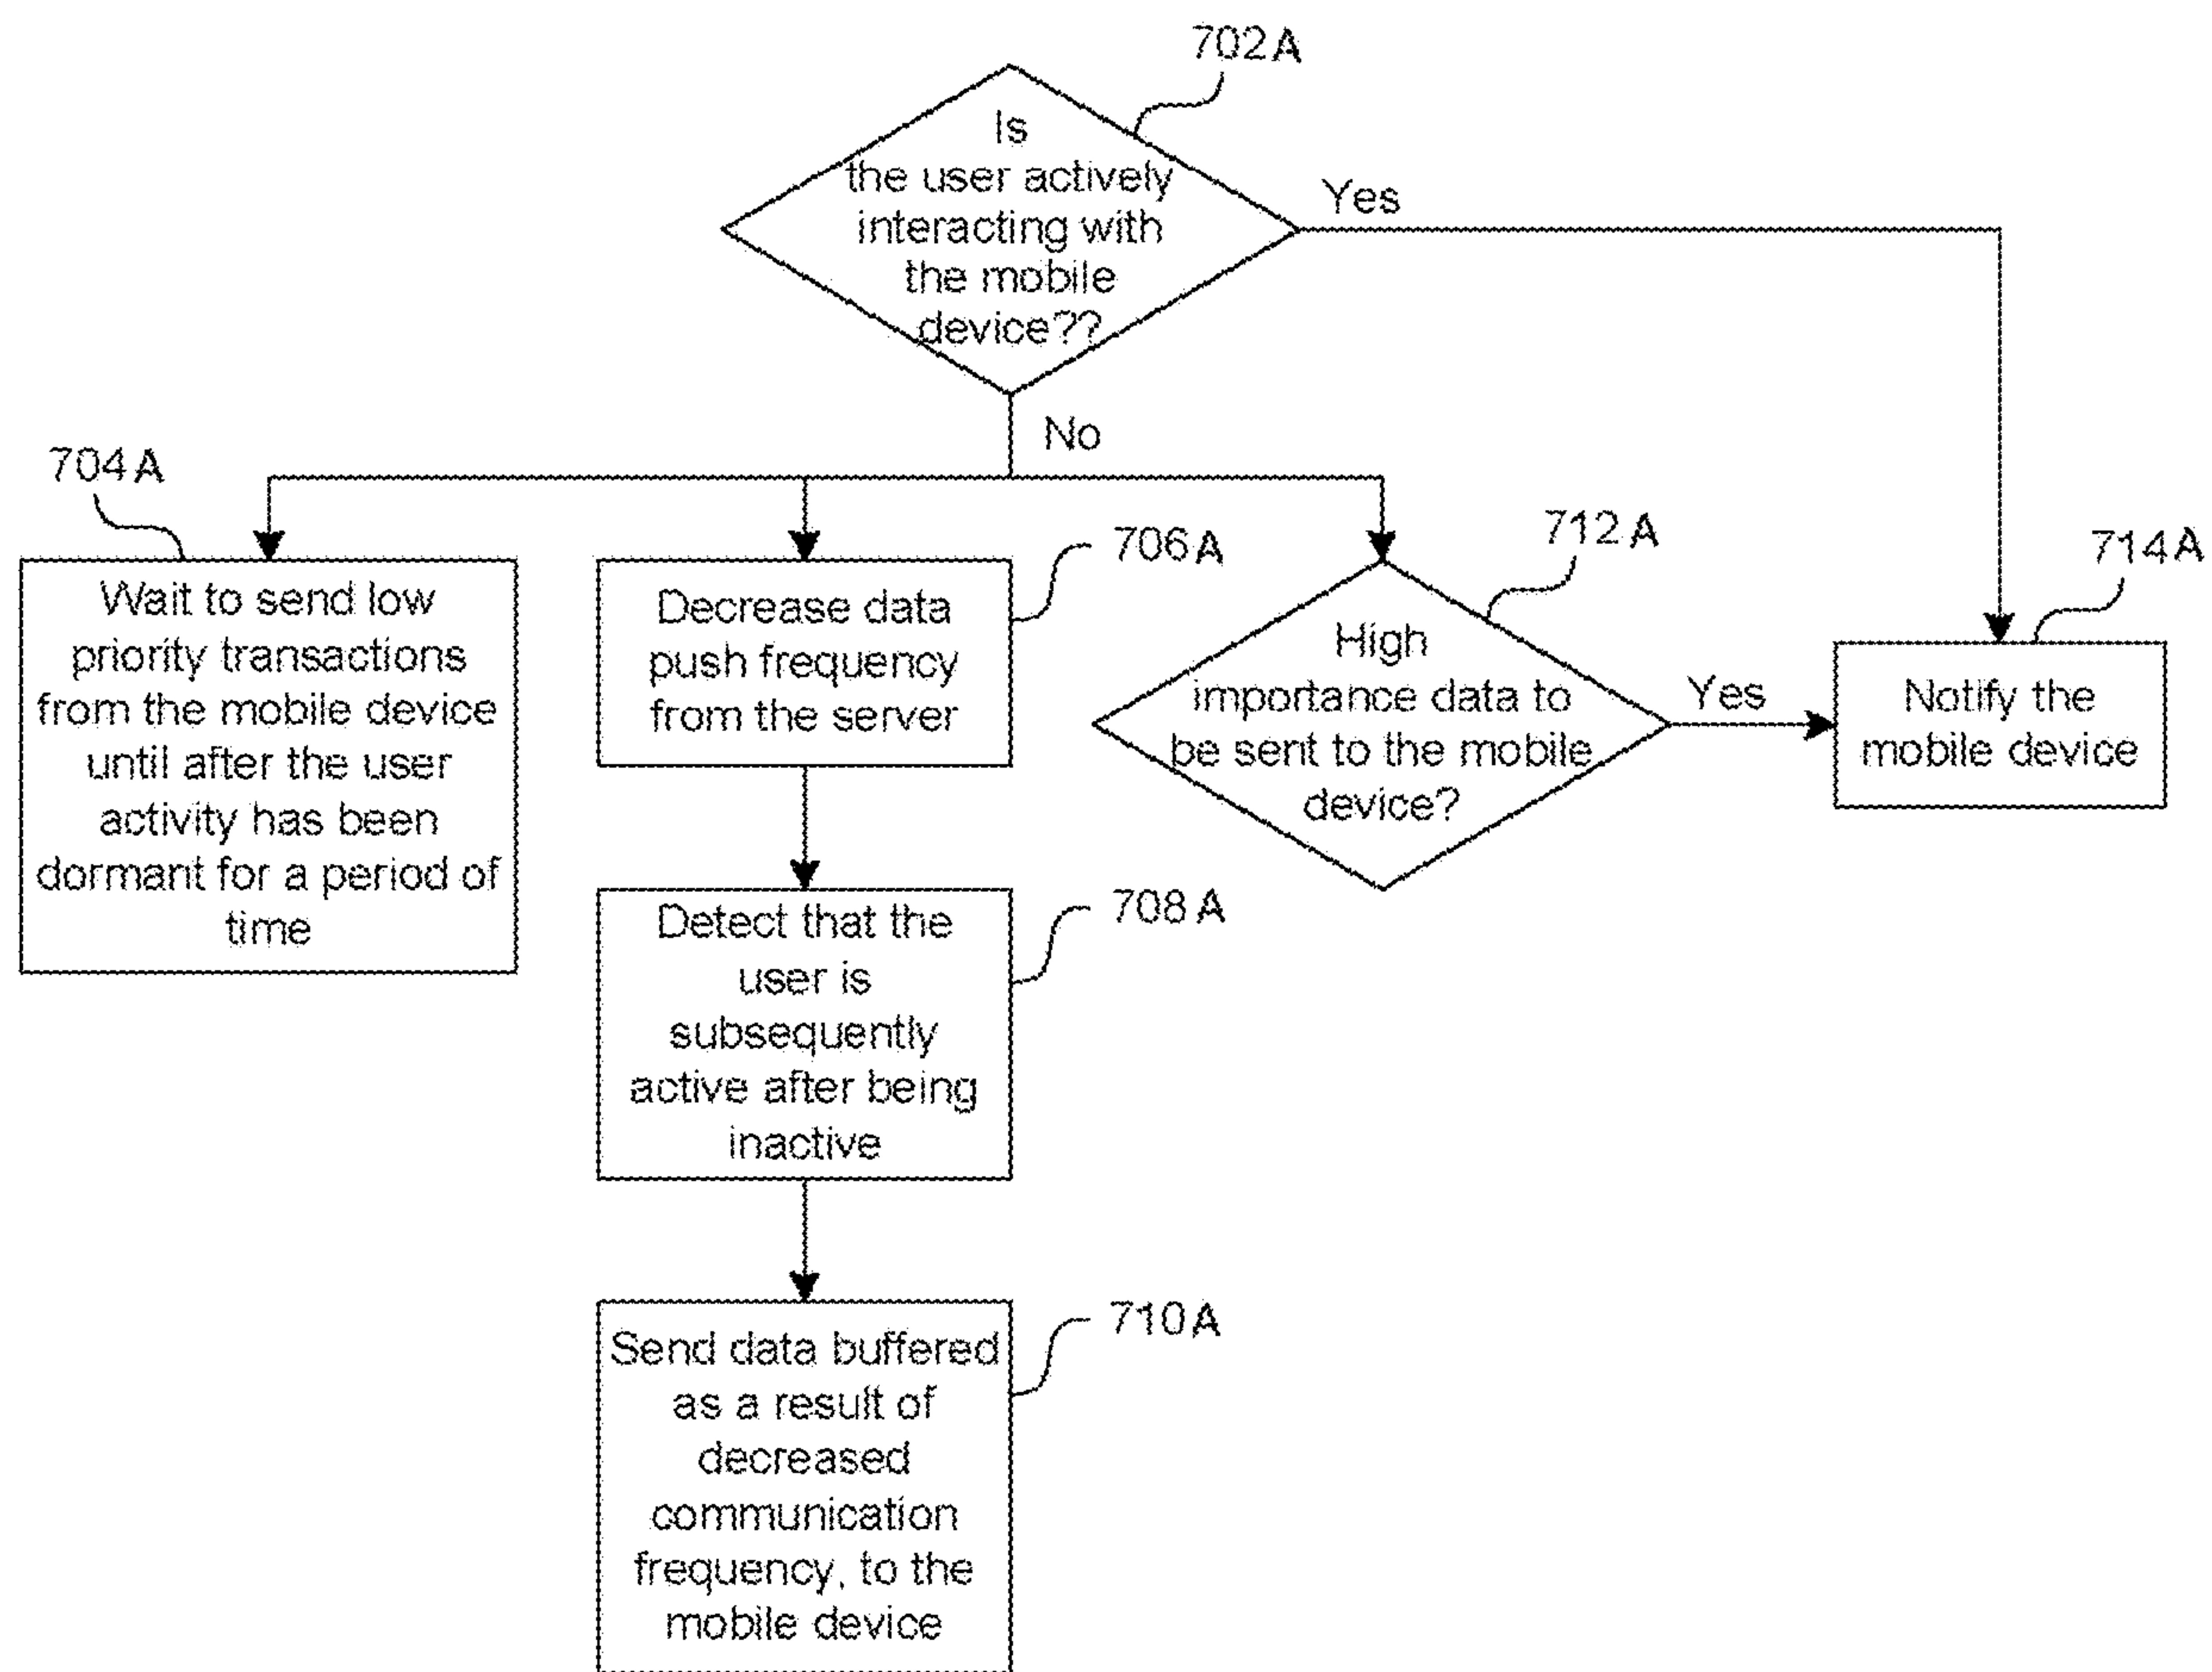 702A
Is
the user actively
interacting with
the mobile
device??
Yes
No
704A
Wait to send low
priority transactions
from the mobile device
until after the user
activity has been
dormant for a period of
time
706A
Decrease data
push frequency
from the server
712A
High
importance data to
be sent to the mobile
device?
Yes
714A
Notify the
mobile device
708A
Detect that the
user is
subsequently
active after being
inactive
710A
Send data buffered
as a result of
decreased
communication
frequency, to the
mobile device